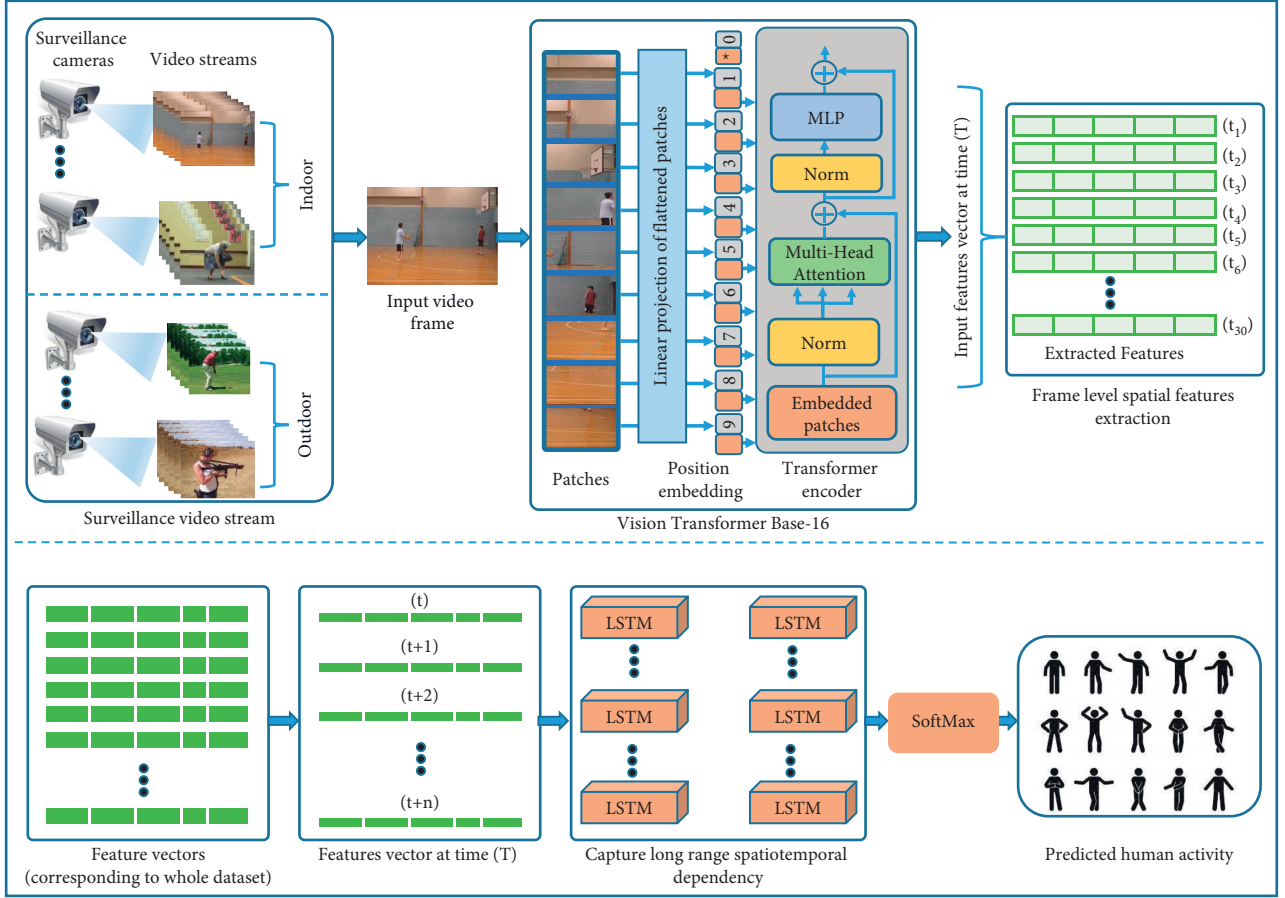 Surveillance
cameras
Video streams
Indoor
Outdoor
Surveillance video stream
Input video
frame
Linear projection of flattened patches
0
*
1
2
3
4
5
6
7
8
9
MLP
Norm
Multi-Head
Attention
Norm
Embedded
patches
Patches
Position
embedding
Transformer
encoder
Vision Transformer Base-16
Input features vector at time (T)
(t1)
(t2)
(t3)
(t4)
(t5)
(t6)
(t30)
Extracted Features
Frame level spatial features
extraction
Feature vectors
(corresponding to whole dataset)
(t)
(t+1)
(t+2)
(t+n)
Features vector at time (T)
LSTM
LSTM
LSTM
LSTM
LSTM
LSTM
Capture long range spatiotemporal
dependency
SoftMax
Predicted human activity